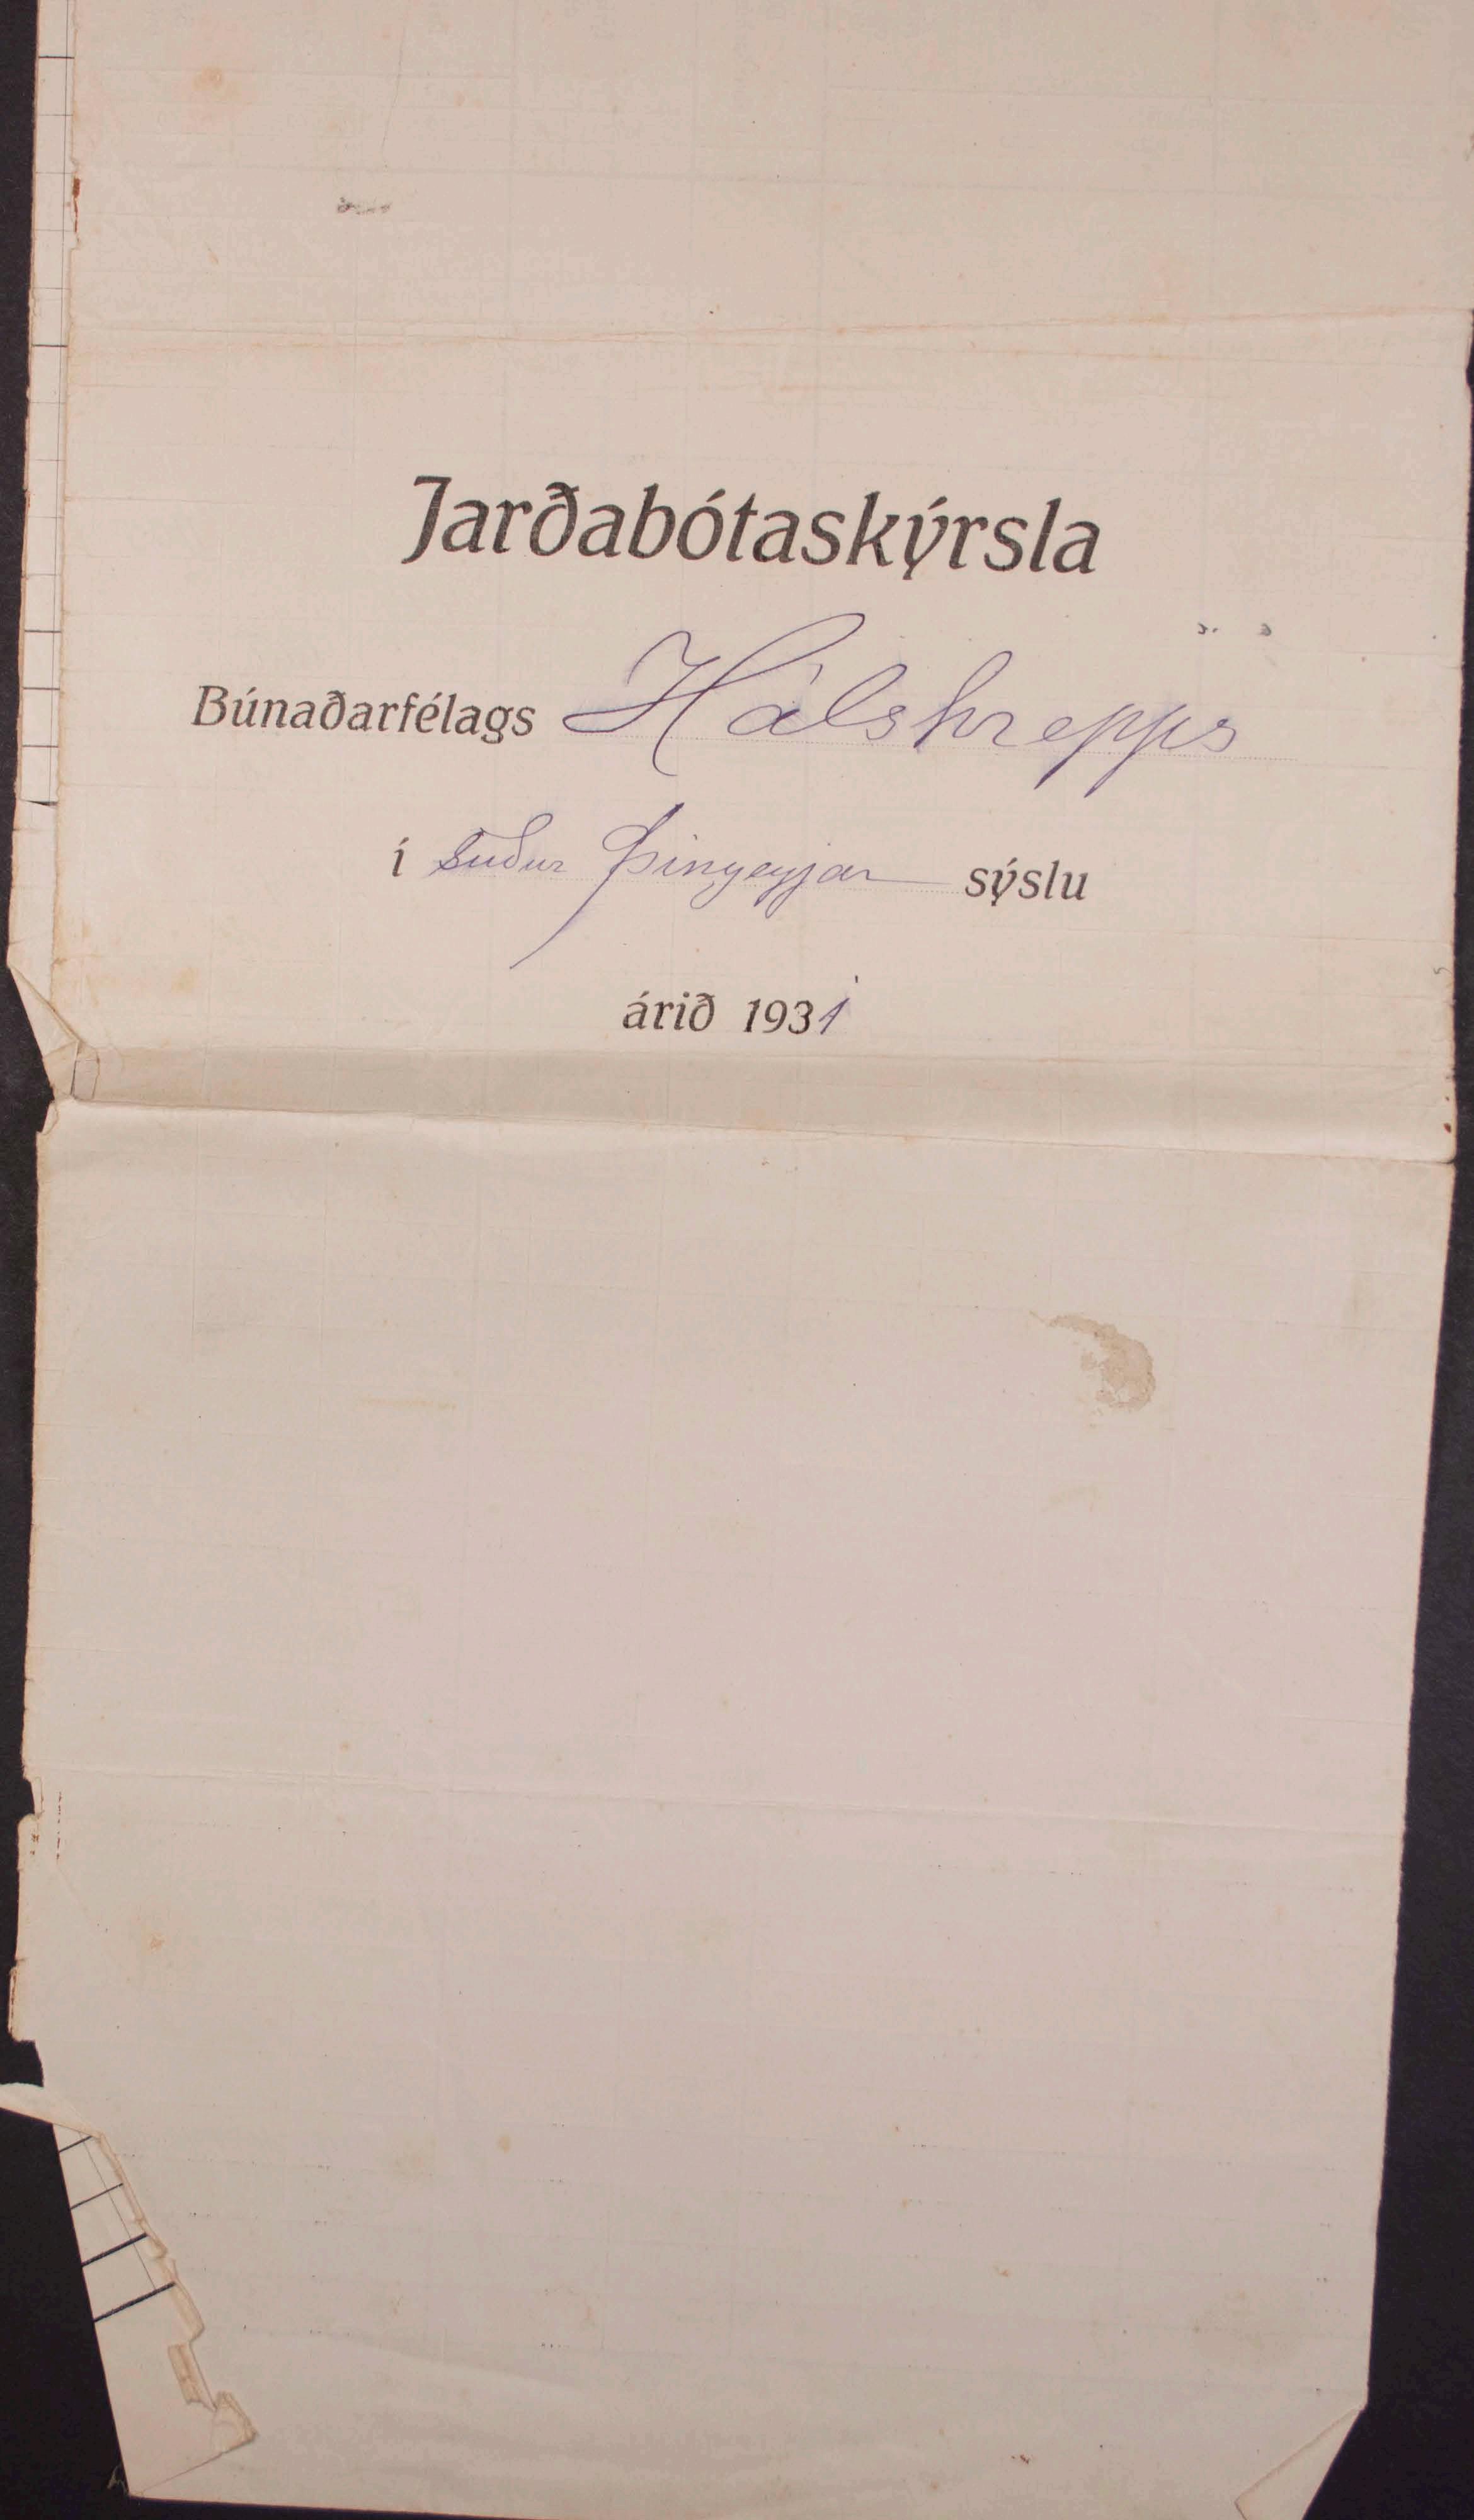 Jarðabótaskýrsla
Búnaðarfélags Hálshrepps
í Suður Þingeyjar sýslu
árið 1931